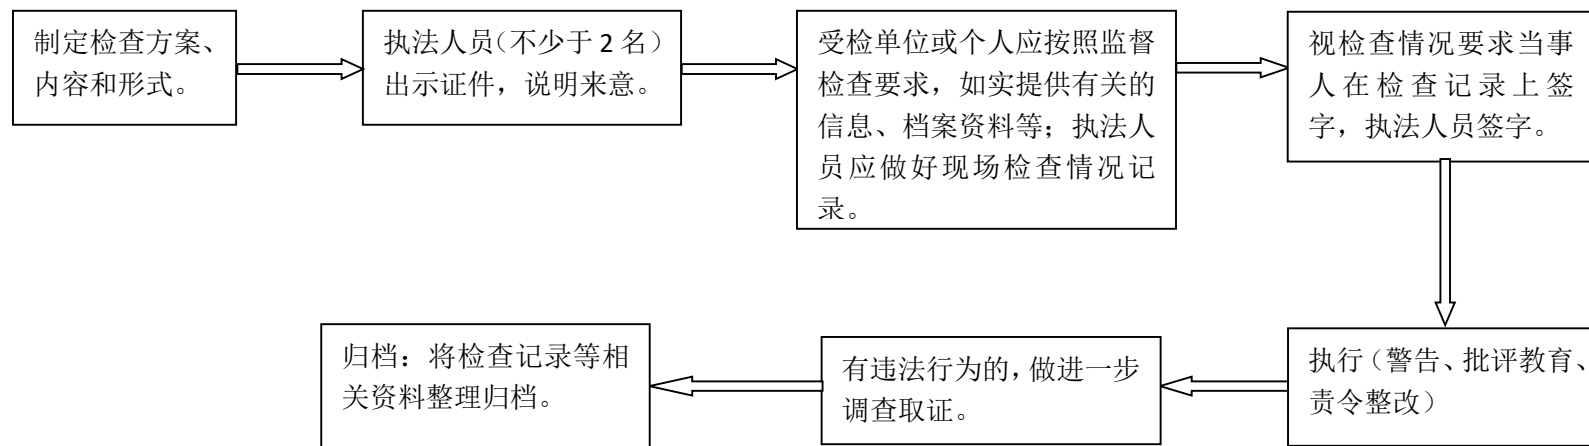 制定检查方案、
内容和形式。
执法人员（不少于 2 名）
出示证件，说明来意。
受检单位或个人应按照监督
检查要求，如实提供有关的
信息、档案资料等；执法人
员应做好现场检查情况记
录。
视检查情况要求当事
人在检查记录上签
字，执法人员签字。
执行（警告、批评教育、
责令整改）
有违法行为的，做进一步
调查取证。
归档：将检查记录等相
关资料整理归档。